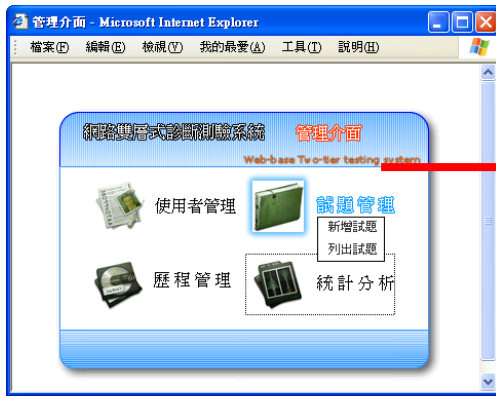 管理介面 - Microsoft Internet Explorer
檔案(F) 編輯(E) 檢視(V) 我的最愛(A) 工具(T) 說明(H)
網路雙層式診斷測驗系統 管理介面
Web-base Two-tier testing system
使用者管理 試題管理
新增試題
列出試題
歷程管理 統計分析